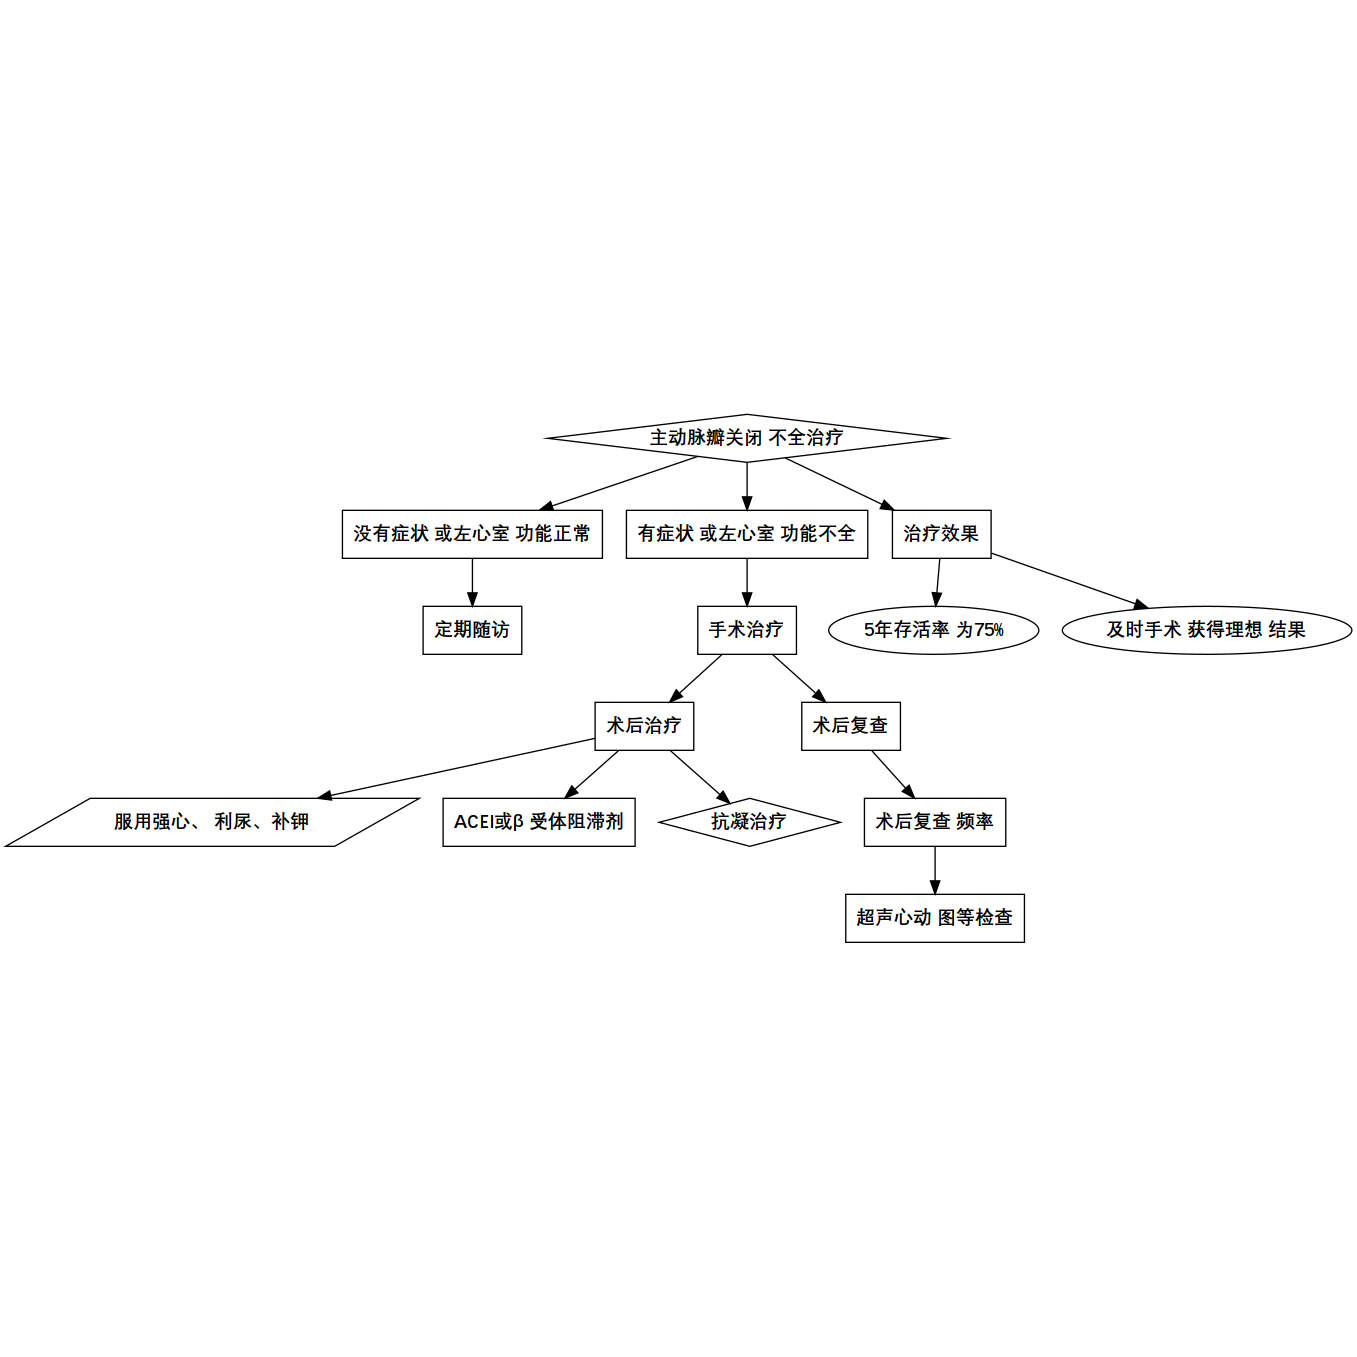 主动脉瓣关闭 不全治疗
没有症状 或左心室 功能正常
有症状 或左心室 功能不全
治疗效果
定期随访
手术治疗
5年存活率 为75%
及时手术 获得理想 结果
术后治疗
术后复查
服用强心、 利尿、补钾
ACEI或β 受体阻滞剂
抗凝治疗
术后复查 频率
超声心动 图等检查